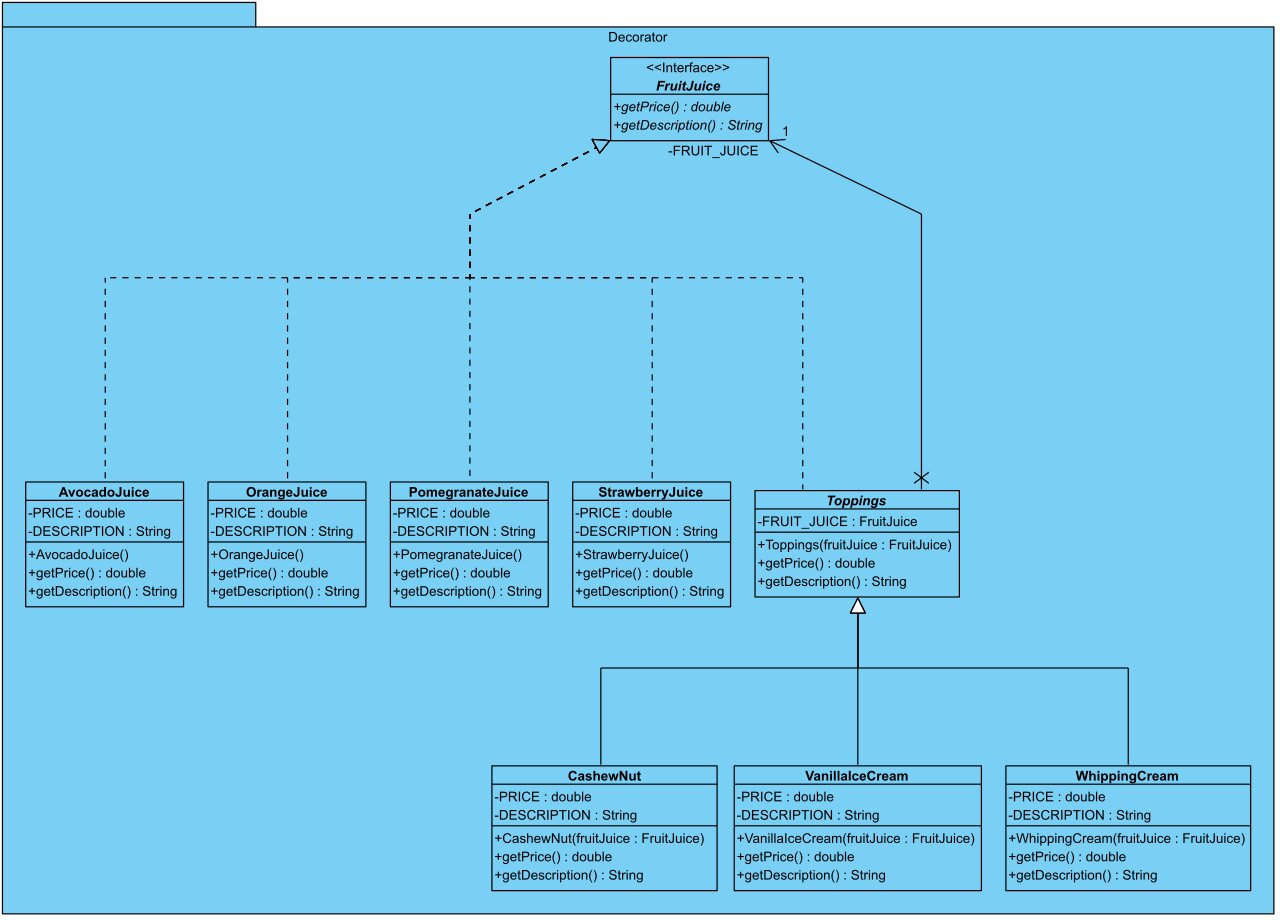 Decorator
<<Interface>>
FruitJuice
+getPrice() : double
+getDescription() : String
1
-FRUIT_JUICE
AvocadoJuice
-PRICE : double
-DESCRIPTION : String
+AvocadoJuice()
+getPrice() : double
+getDescription() : String
OrangeJuice
-PRICE : double
-DESCRIPTION : String
+OrangeJuice()
+getPrice() : double
+getDescription() : String
PomegranateJuice
-PRICE : double
-DESCRIPTION : String
+PomegranateJuice()
+getPrice() : double
+getDescription() : String
StrawberryJuice
-PRICE : double
-DESCRIPTION : String
+StrawberryJuice()
+getPrice() : double
+getDescription() : String
Toppings
-FRUIT_JUICE : FruitJuice
+Toppings(fruitJuice : FruitJuice)
+getPrice() : double
+getDescription() : String
CashewNut
-PRICE : double
-DESCRIPTION : String
+CashewNut(fruitJuice : FruitJuice)
+getPrice() : double
+getDescription() : String
VanillaIceCream
-PRICE : double
-DESCRIPTION : String
+VanillaIceCream(fruitJuice : FruitJuice)
+getPrice() : double
+getDescription() : String
WhippingCream
-PRICE : double
-DESCRIPTION : String
+WhippingCream(fruitJuice : FruitJuice)
+getPrice() : double
+getDescription() : String